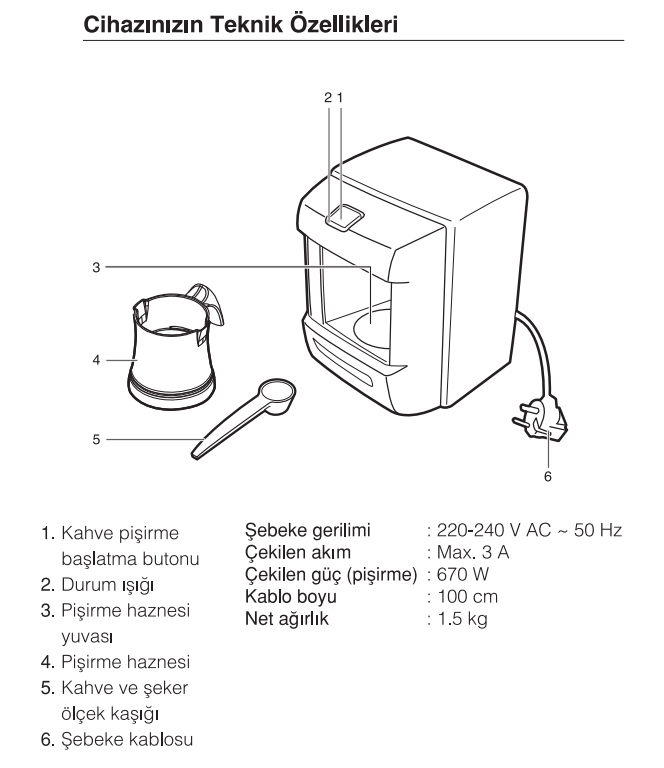 Cihazınızın Teknik Özellikleri
2 1
3
4
5
6
1. Kahve pişirme
başlatma butonu
2. Durum ışığı
3. Pişirme haznesi
yuvası
4. Pişirme haznesi
5. Kahve ve şeker
ölçek kaşığı
6. Şebeke kablosu
Şebeke gerilimi : 220-240 V AC ~ 50 Hz
Çekilen akım : Max. 3 A
Çekilen güç (pişirme) : 670 W
Kablo boyu : 100 cm
Net ağırlık : 1.5 kg